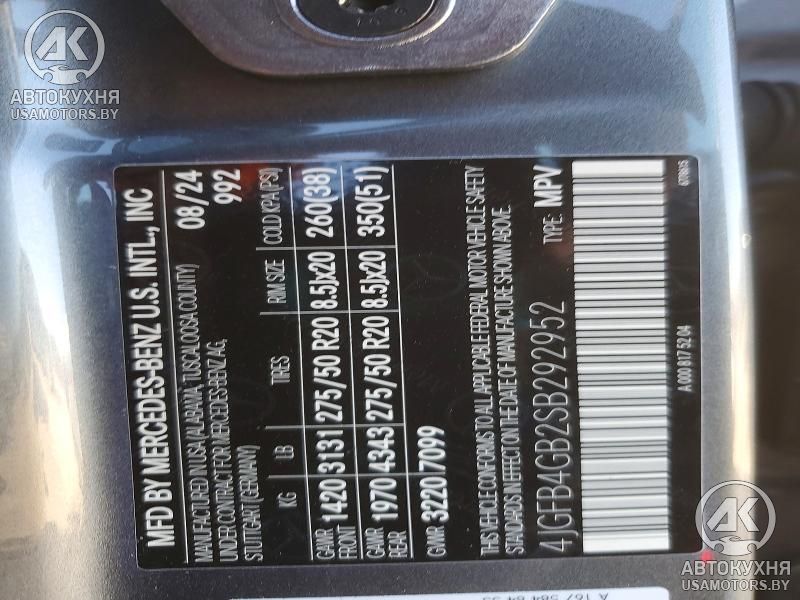 AK
АВТОКУХНЯ
USAMOTORS.BY
MFD BY MERCEDES-BENZ U.S. INTL., INC
MANUFACTURED IN USA (ALABAMA, TUSCALOOSA COUNTY) 08/24
UNDER CONTRACT FOR MERCEDES-BENZ AG, 992
STUTTGART (GERMANY)
KG LB TIRES RIM SIZE COLD KPA (PSI)
GAWR FRONT 1420 3131 275/50 R20 8.5Jx20 260(38)
GAWR REAR 1970 4343 275/50 R20 8.5Jx20 350(51)
GVWR 3220 7099
THIS VEHICLE CONFORMS TO ALL APPLICABLE FEDERAL MOTOR VEHICLE SAFETY
STANDARDS IN EFFECT ON THE DATE OF MANUFACTURE SHOWN ABOVE.
4JGFB4GB2SB292952 TYPE: MPV
A 000 817 52 04
AK
АВТОКУХНЯ
USAMOTORS.BY